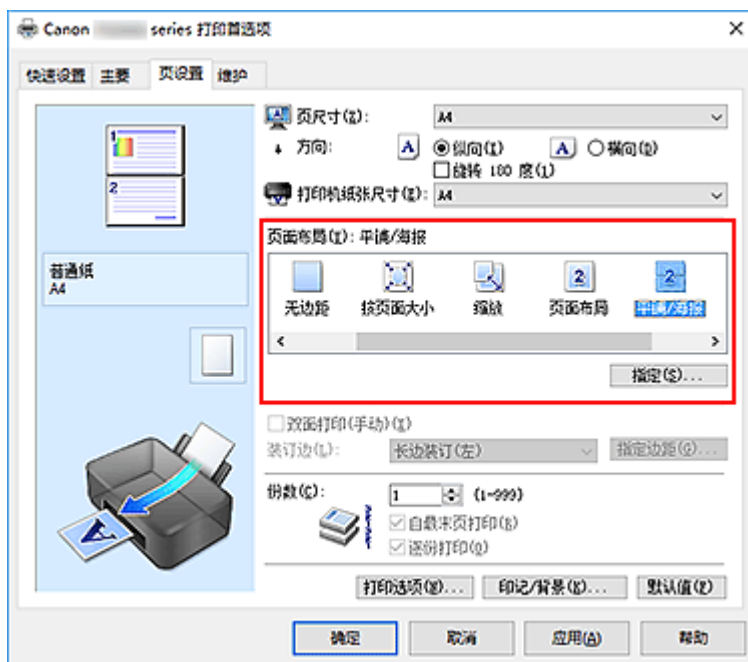 Canon series 打印首选项
快速设置 主要 页设置 维护
1
2
普通纸
A4
页尺寸(Z): A4
方向: A 纵向(I) A 横向(D)
旋转 180 度(1)
打印机纸张尺寸(E): A4
页面布局(I): 平铺/海报
2 2
无边距 按页面大小 缩放 页面布局 平铺/海报
指定(S)...
双面打印(手动)(X)
装订边(L): 长边装订(左) 指定边距(G)...
份数(C): 1 (1-999)
自最末页打印(B)
逐份打印(O)
A
打印选项(N)... 印记/背景(K)... 默认值(F)
确定 取消 应用(A) 帮助